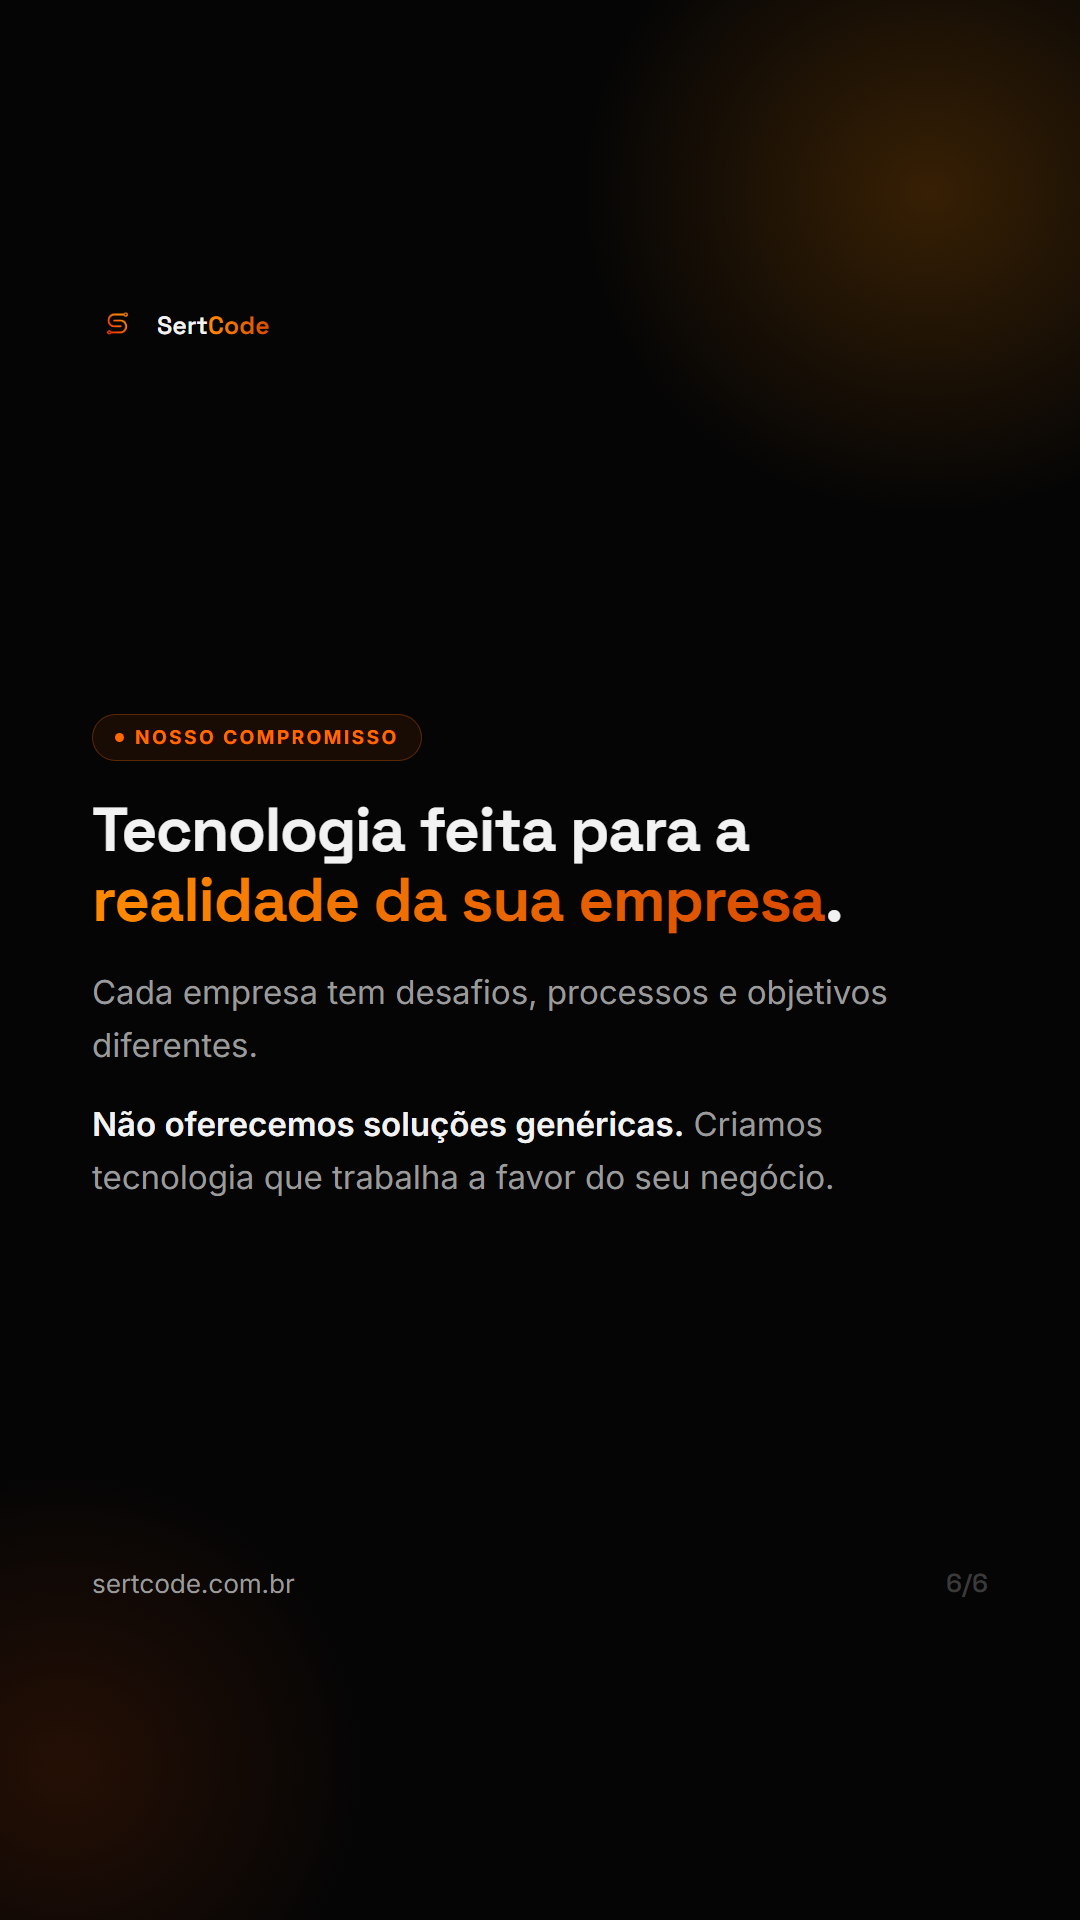 SertCode
NOSSO COMPROMISSO
Tecnologia feita para a
realidade da sua empresa.
Cada empresa tem desafios, processos e objetivos
diferentes.
Não oferecemos soluções genéricas. Criamos
tecnologia que trabalha a favor do seu negócio.
sertcode.com.br
6/6